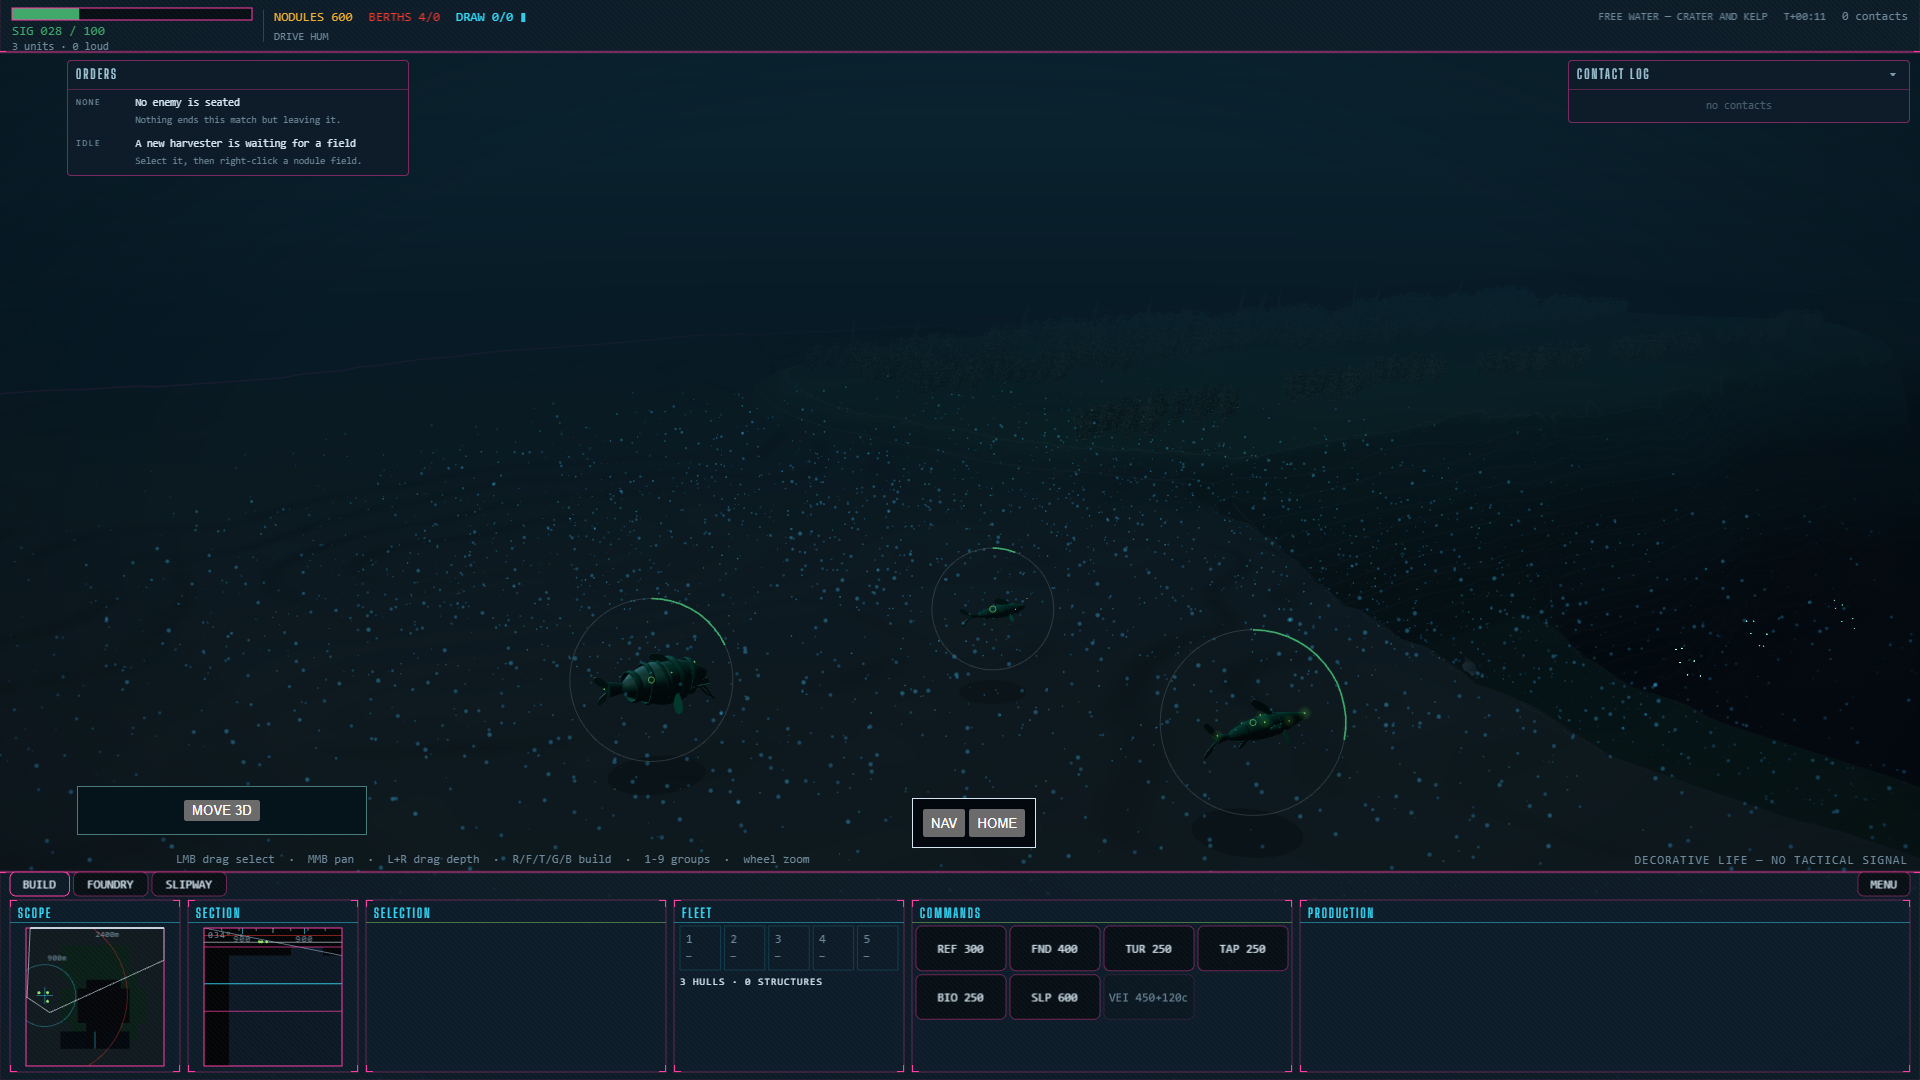 SIG 028 / 100
3 units · 0 loud
NODULES 600 BERTHS 4/0 DRAW 0/0
DRIVE HUM
FREE WATER — CRATER AND KELP T+00:11 0 contacts
ORDERS
NONE No enemy is seated
Nothing ends this match but leaving it.
IDLE A new harvester is waiting for a field
Select it, then right-click a nodule field.
CONTACT LOG
no contacts
MOVE 3D
NAV HOME
LMB drag select · MMB pan · L+R drag depth · R/F/T/G/B build · 1-9 groups · wheel zoom
DECORATIVE LIFE — NO TACTICAL SIGNAL
BUILD FOUNDRY SLIPWAY
MENU
SCOPE
2400m
900m
SECTION
034°
900 900
SELECTION
FLEET
1 2 3 4 5
– – – – –
3 HULLS · 0 STRUCTURES
COMMANDS
REF 300 FND 400 TUR 250 TAP 250
BIO 250 SLP 600 VEI 450+120c
PRODUCTION